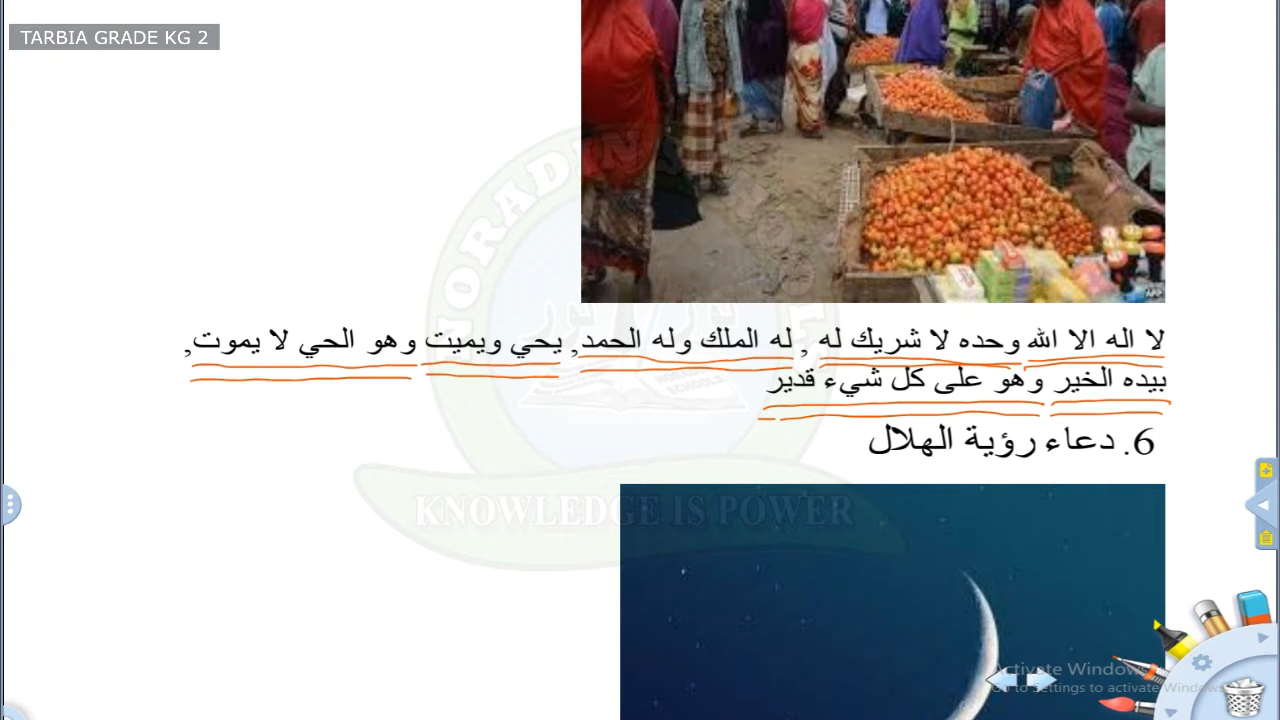 TARBIA GRADE KG 2
NORADIN
لا اله الا الله وحده لا شريك له , له الملك وله الحمد, يحي ويميت وهو الحي لا يموت,
بيده الخير وهو على كل شيء قدير
6. دعاء رؤية الهلال
KNOWLEDGE IS POWER
Activate Windows
Go to Settings to activate Windows.